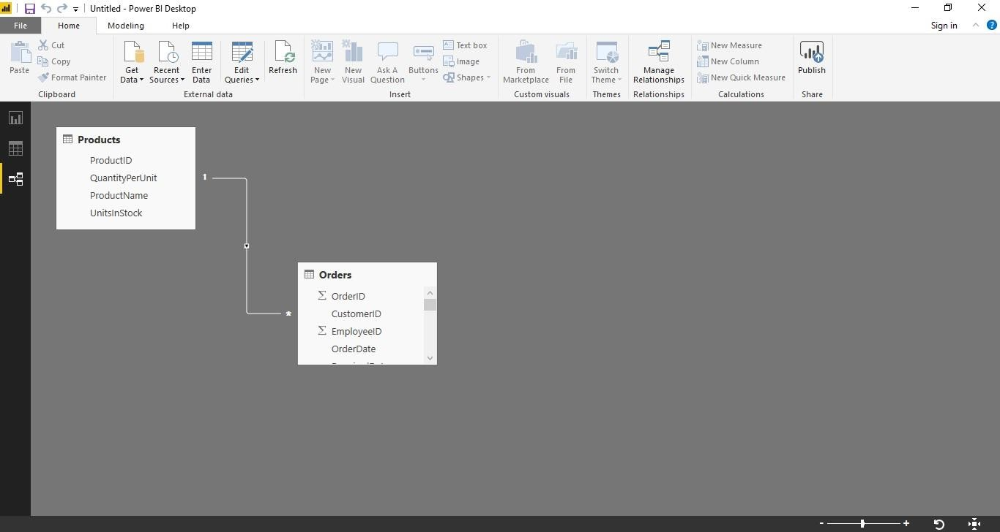 Untitled - Power BI Desktop
File Home Modeling Help Sign in ?
Paste Cut Copy Format Painter
Clipboard
Get Data Recent Sources Enter Data Edit Queries Refresh
External data
New Page New Visual Ask A Question Buttons Text box Image Shapes
Insert
From Marketplace From File
Custom visuals
Switch Theme
Themes
Manage Relationships
Relationships
New Measure New Column New Quick Measure
Calculations
Publish
Share
Products
ProductID
QuantityPerUnit
ProductName
UnitsInStock
1
*
Orders
Σ OrderID
CustomerID
Σ EmployeeID
OrderDate
- +